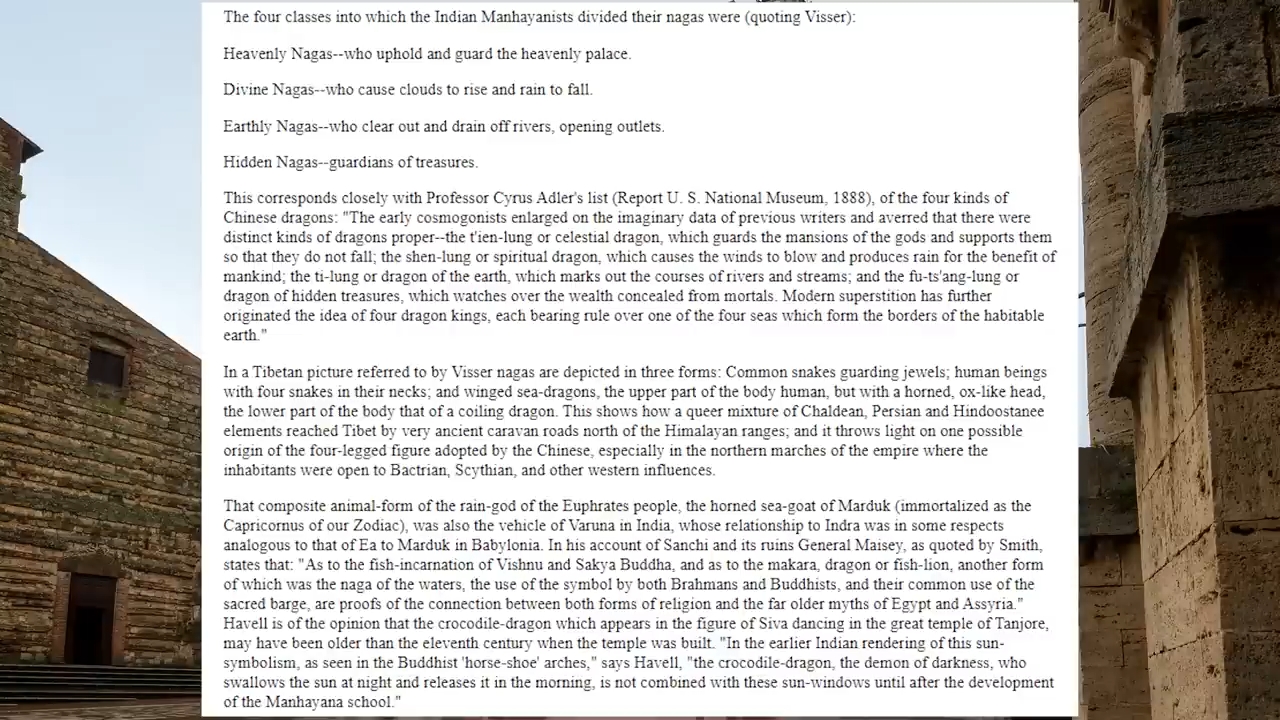 The four classes into which the Indian Manhayanists divided their nagas were (quoting Visser):
Heavenly Nagas--who uphold and guard the heavenly palace.
Divine Nagas--who cause clouds to rise and rain to fall.
Earthly Nagas--who clear out and drain off rivers, opening outlets.
Hidden Nagas--guardians of treasures.
This corresponds closely with Professor Cyrus Adler's list (Report U. S. National Museum, 1888), of the four kinds of
Chinese dragons: "The early cosmogonists enlarged on the imaginary data of previous writers and averred that there were
distinct kinds of dragons proper--the t'ien-lung or celestial dragon, which guards the mansions of the gods and supports them
so that they do not fall; the shen-lung or spiritual dragon, which causes the winds to blow and produces rain for the benefit of
mankind; the ti-lung or dragon of the earth, which marks out the courses of rivers and streams; and the fu-ts'ang-lung or
dragon of hidden treasures, which watches over the wealth concealed from mortals. Modern superstition has further
originated the idea of four dragon kings, each bearing rule over one of the four seas which form the borders of the habitable
earth."
In a Tibetan picture referred to by Visser nagas are depicted in three forms: Common snakes guarding jewels; human beings
with four snakes in their necks; and winged sea-dragons, the upper part of the body human, but with a horned, ox-like head,
the lower part of the body that of a coiling dragon. This shows how a queer mixture of Chaldean, Persian and Hindoostanee
elements reached Tibet by very ancient caravan roads north of the Himalayan ranges; and it throws light on one possible
origin of the four-legged figure adopted by the Chinese, especially in the northern marches of the empire where the
inhabitants were open to Bactrian, Scythian, and other western influences.
That composite animal-form of the rain-god of the Euphrates people, the horned sea-goat of Marduk (immortalized as the
Capricornus of our Zodiac), was also the vehicle of Varuna in India, whose relationship to Indra was in some respects
analogous to that of Ea to Marduk in Babylonia. In his account of Sanchi and its ruins General Maisey, as quoted by Smith,
states that: "As to the fish-incarnation of Vishnu and Sakya Buddha, and as to the makara, dragon or fish-lion, another form
of which was the naga of the waters, the use of the symbol by both Brahmans and Buddhists, and their common use of the
sacred barge, are proofs of the connection between both forms of religion and the far older myths of Egypt and Assyria."
Havell is of the opinion that the crocodile-dragon which appears in the figure of Siva dancing in the great temple of Tanjore,
may have been older than the eleventh century when the temple was built. "In the earlier Indian rendering of this sun-
symbolism, as seen in the Buddhist 'horse-shoe' arches," says Havell, "the crocodile-dragon, the demon of darkness, who
swallows the sun at night and releases it in the morning, is not combined with these sun-windows until after the development
of the Manhayana school."